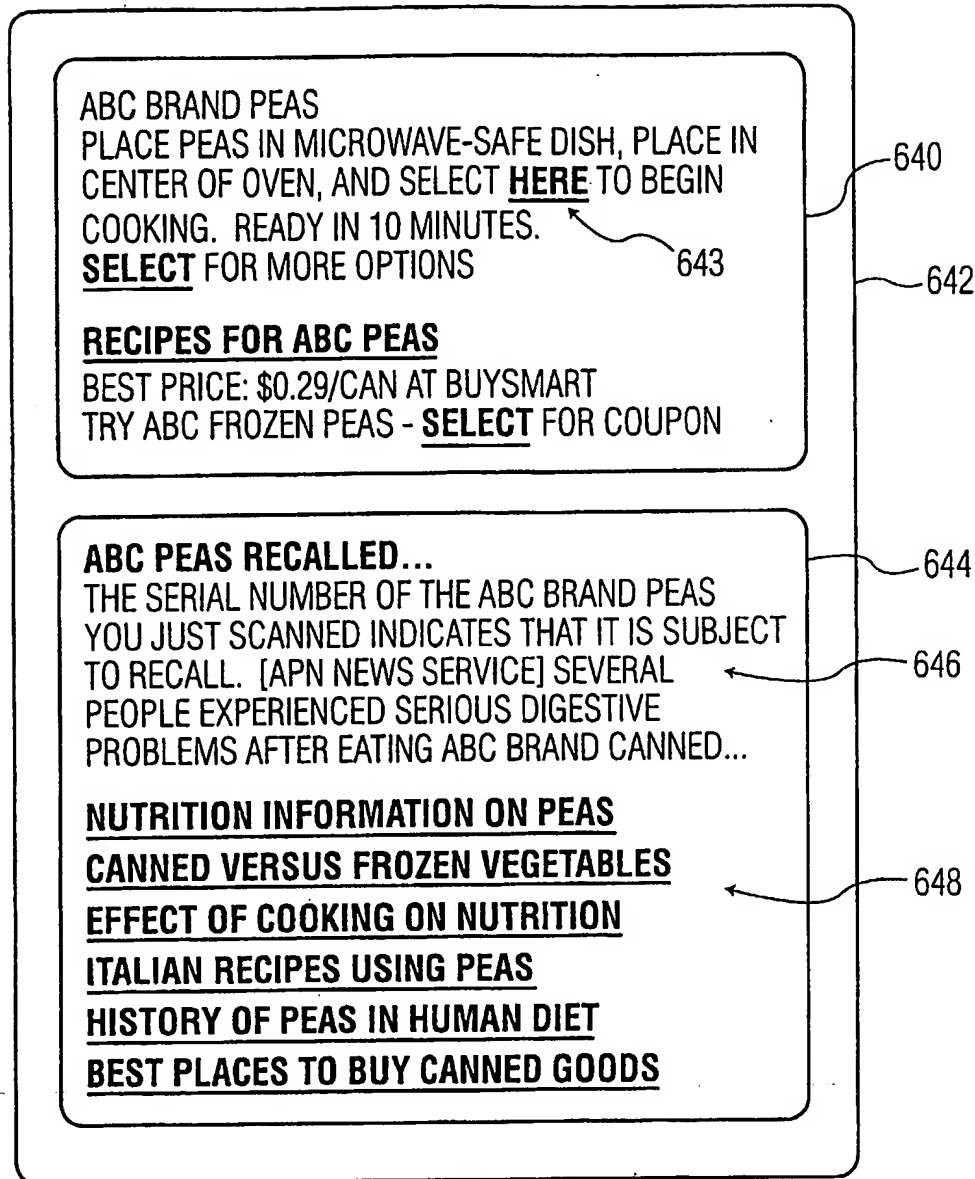 ABC BRAND PEAS
PLACE PEAS IN MICROWAVE-SAFE DISH, PLACE IN
CENTER OF OVEN, AND SELECT HERE TO BEGIN
COOKING. READY IN 10 MINUTES.
SELECT FOR MORE OPTIONS
RECIPES FOR ABC PEAS
BEST PRICE: $0.29/CAN AT BUYSMART
TRY ABC FROZEN PEAS - SELECT FOR COUPON
640
643
642
ABC PEAS RECALLED...
THE SERIAL NUMBER OF THE ABC BRAND PEAS
YOU JUST SCANNED INDICATES THAT IT IS SUBJECT
TO RECALL. [APN NEWS SERVICE] SEVERAL
PEOPLE EXPERIENCED SERIOUS DIGESTIVE
PROBLEMS AFTER EATING ABC BRAND CANNED...
644
646
NUTRITION INFORMATION ON PEAS
CANNED VERSUS FROZEN VEGETABLES
EFFECT OF COOKING ON NUTRITION
ITALIAN RECIPES USING PEAS
HISTORY OF PEAS IN HUMAN DIET
BEST PLACES TO BUY CANNED GOODS
648